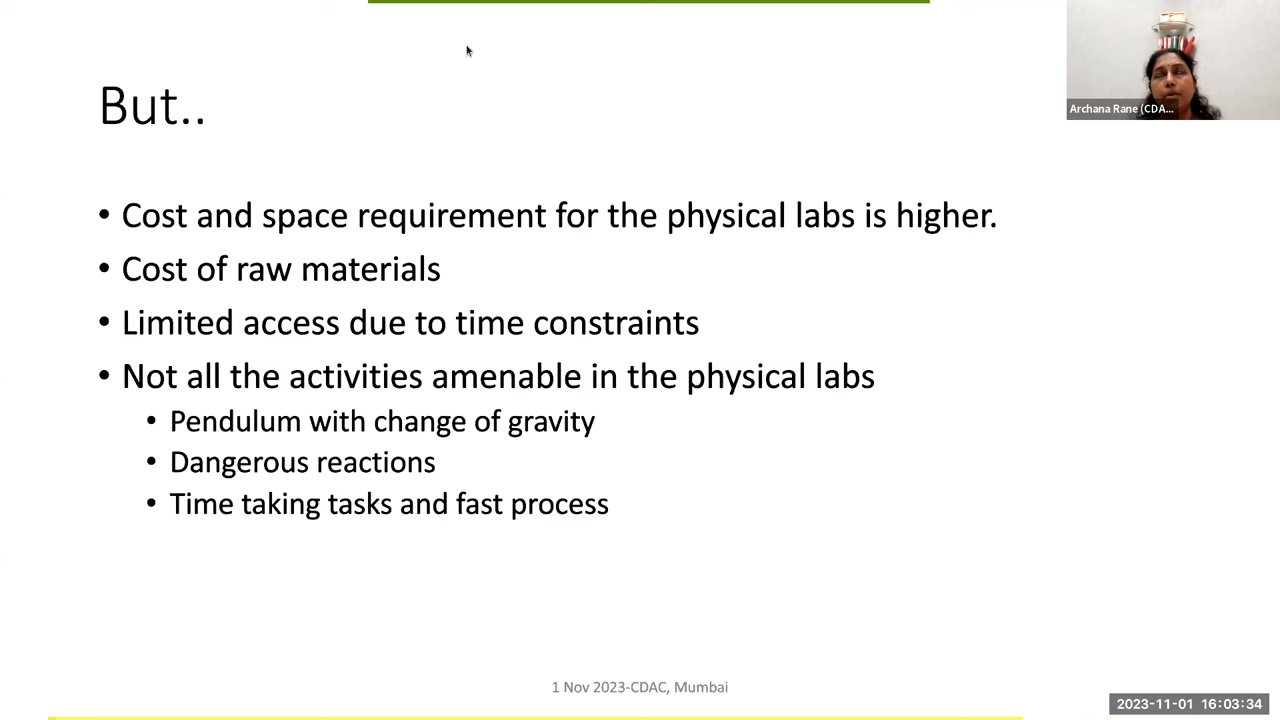 Archana Rane (CDA...
But..
• Cost and space requirement for the physical labs is higher.
• Cost of raw materials
• Limited access due to time constraints
• Not all the activities amenable in the physical labs
• Pendulum with change of gravity
• Dangerous reactions
• Time taking tasks and fast process
1 Nov 2023-CDAC, Mumbai
2023-11-01 16:03:34